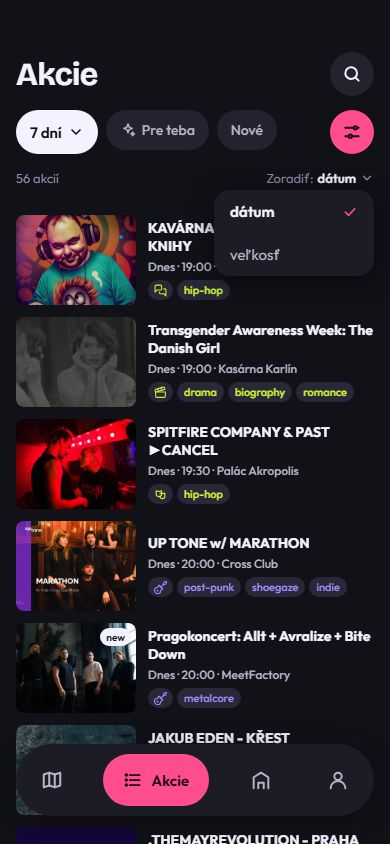 Akcie
7 dní
Pre teba
Nové
56 akcií
Zoradiť: dátum
dátum
veľkosť
KAVÁRNA
KNIHY
Dnes · 19:00 ·
hip-hop
Transgender Awareness Week: The
Danish Girl
Dnes · 19:00 · Kasárna Karlín
drama biography romance
SPITFIRE COMPANY & PAST
►CANCEL
Dnes · 19:30 · Palác Akropolis
hip-hop
MARATHON
UP TONE w/ MARATHON
Dnes · 20:00 · Cross Club
post-punk shoegaze indie
new
Pragokoncert: Allt + Avralize + Bite
Down
Dnes · 20:00 · MeetFactory
metalcore
JAKUB EDEN - KŘEST
Akcie
.THEMAYREVOLUTION - PRAHA